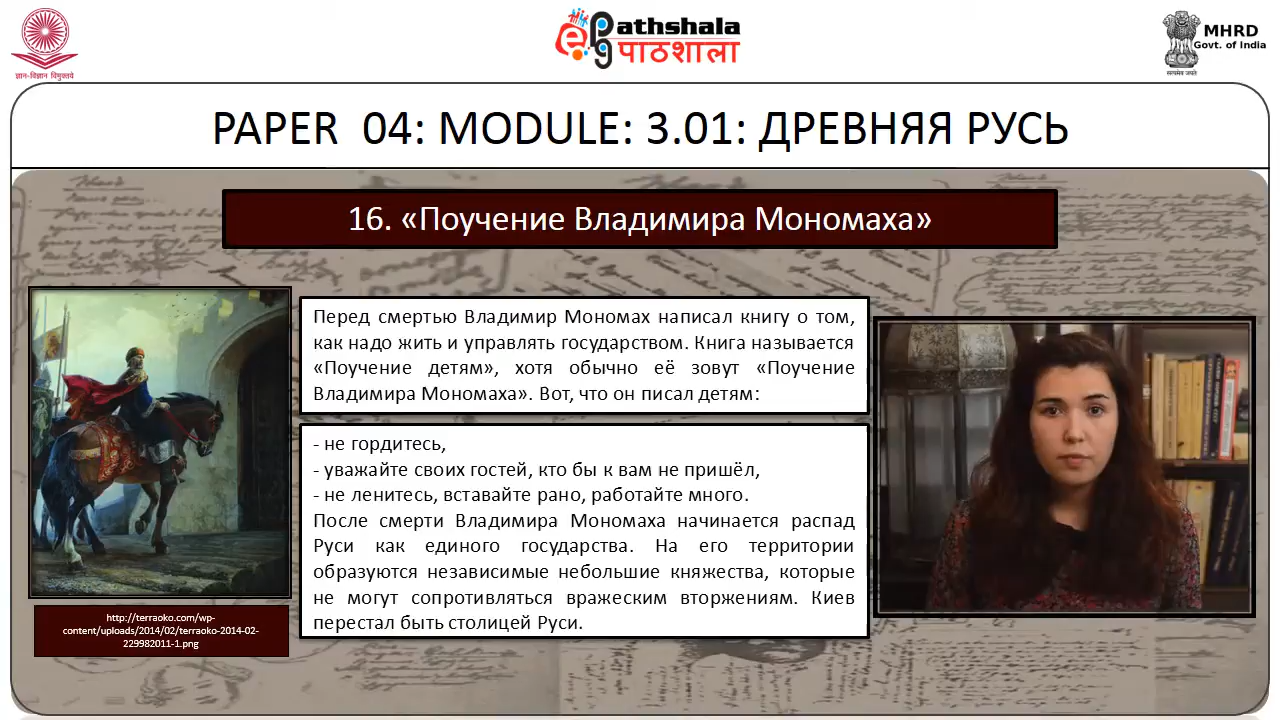 ज्ञान-विज्ञान विमुक्तये
ePathshala
पाठशाला
MHRD
Govt. of India
सत्यमेव जयते
PAPER 04: MODULE: 3.01: ДРЕВНЯЯ РУСЬ
16. «Поучение Владимира Мономаха»
Перед смертью Владимир Мономах написал книгу о том,
как надо жить и управлять государством. Книга называется
«Поучение детям», хотя обычно её зовут «Поучение
Владимира Мономаха». Вот, что он писал детям:
- не гордитесь,
- уважайте своих гостей, кто бы к вам не пришёл,
- не ленитесь, вставайте рано, работайте много.
После смерти Владимира Мономаха начинается распад
Руси как единого государства. На его территории
образуются независимые небольшие княжества, которые
не могут сопротивляться вражеским вторжениям. Киев
перестал быть столицей Руси.
http://terraoko.com/wp-
content/uploads/2014/02/terraoko-2014-02-
229982011-1.png